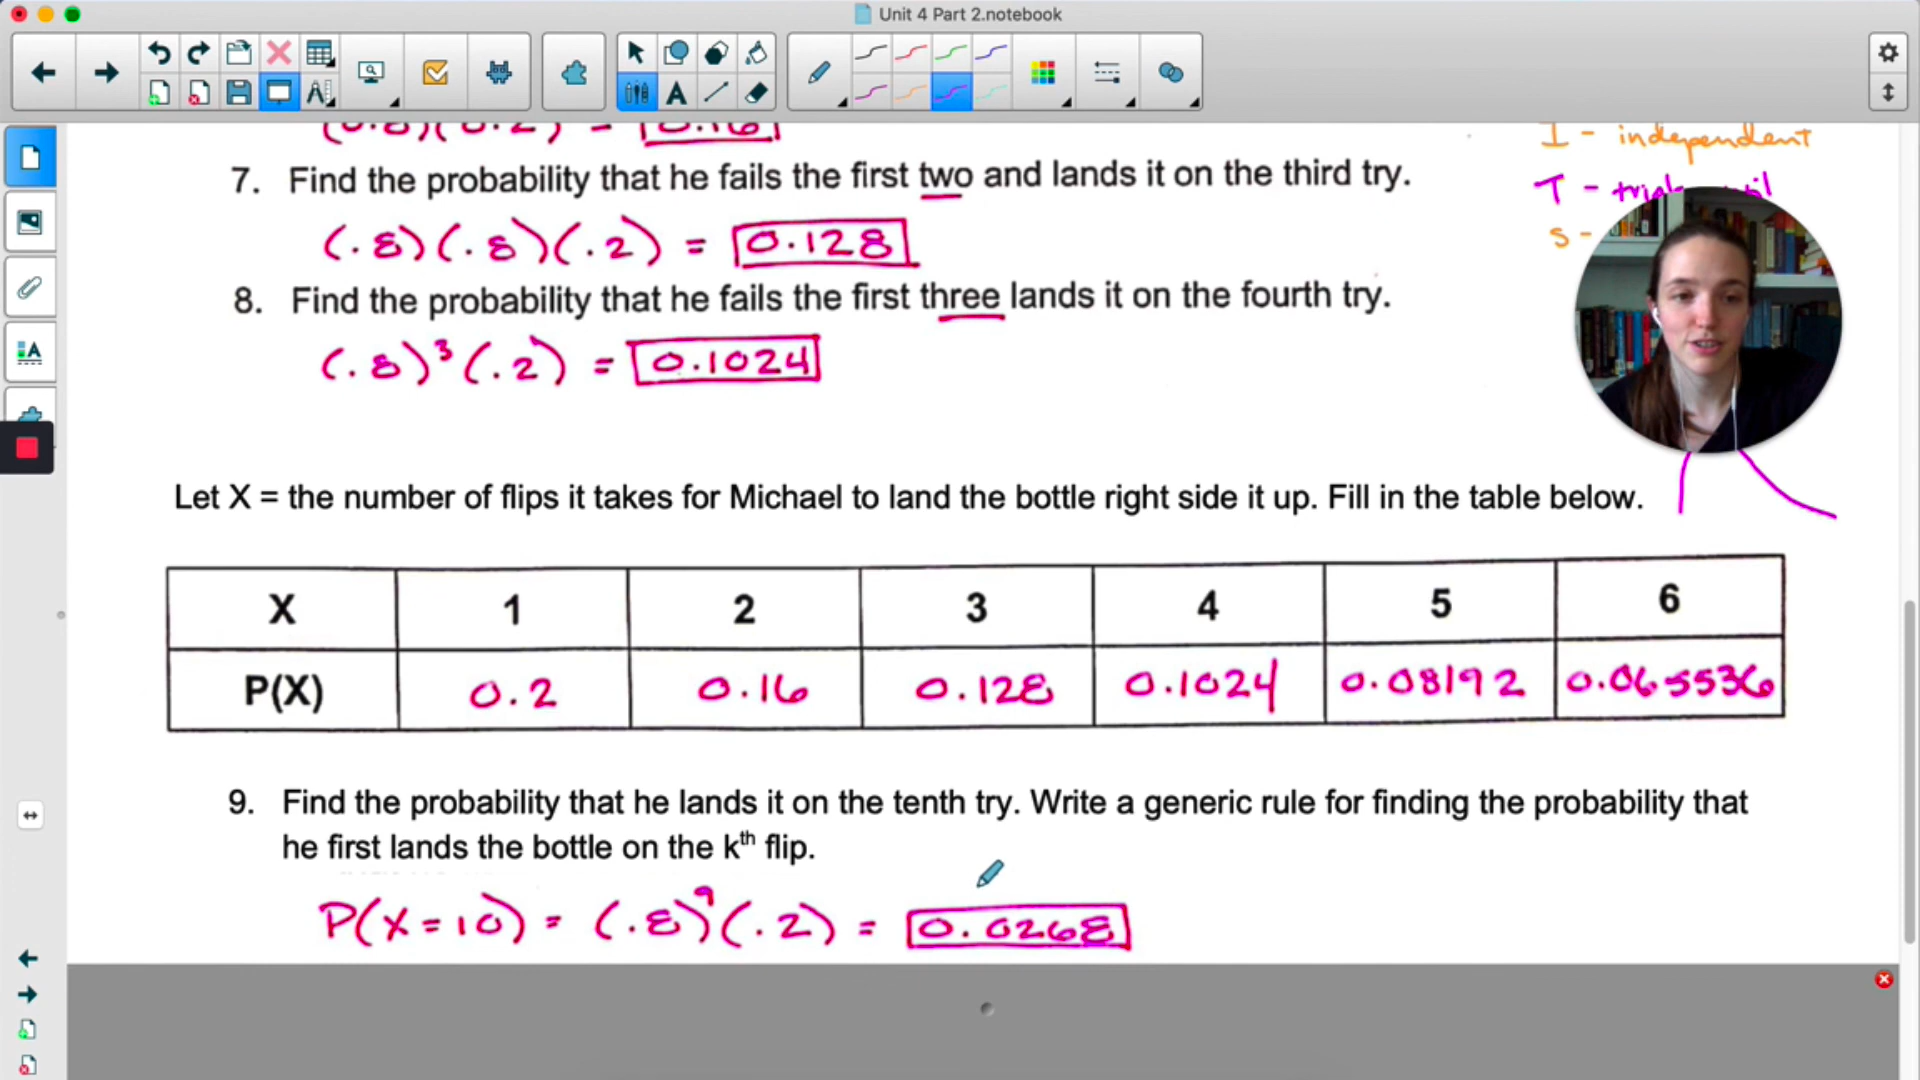 Unit 4 Part 2.notebook
(0.8)(0.2) = 0.16
I - independent
7. Find the probability that he fails the first two and lands it on the third try.
T -
(.8)(.8)(.2) = 0.128
S -
8. Find the probability that he fails the first three lands it on the fourth try.
(.8)³(.2) = 0.1024
Let X = the number of flips it takes for Michael to land the bottle right side it up. Fill in the table below.
X 1 2 3 4 5 6
P(X) 0.2 0.16 0.128 0.1024 0.08192 0.065536
9. Find the probability that he lands it on the tenth try. Write a generic rule for finding the probability that
he first lands the bottle on the kᵗʰ flip.
P(X=10) = (.8)⁹(.2) = 0.0268